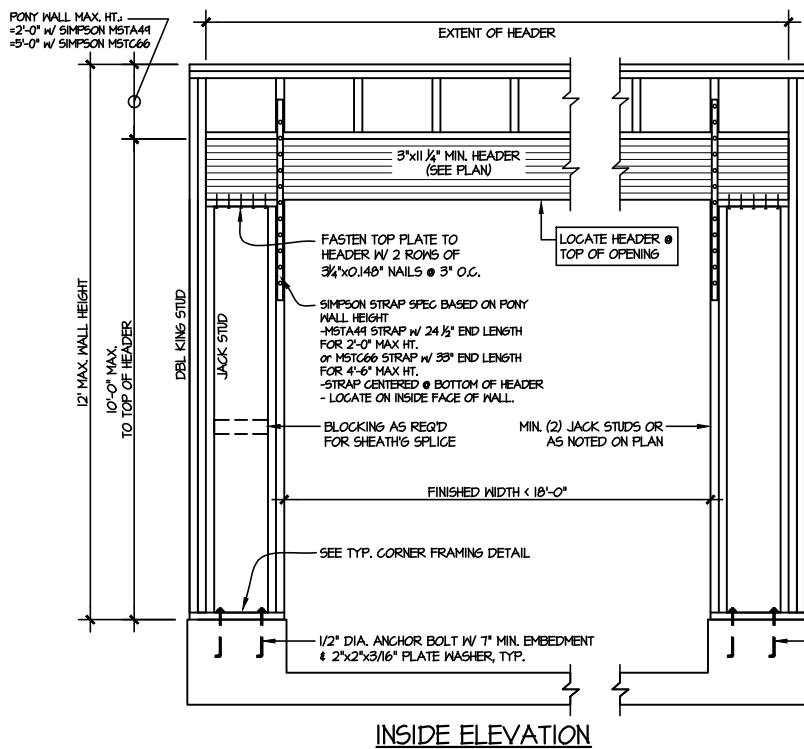 PONY WALL MAX. HT.:
=2'-0" W/ SIMPSON MSTA49
=5'-0" W/ SIMPSON MSTC66
EXTENT OF HEADER
3"x11 1/4" MIN. HEADER
(SEE PLAN)
FASTEN TOP PLATE TO
HEADER W/ 2 ROWS OF
3 1/4"x0.148" NAILS @ 3" O.C.
LOCATE HEADER @
TOP OF OPENING
SIMPSON STRAP SPEC BASED ON PONY
WALL HEIGHT
-MSTA49 STRAP W/ 24 1/2" END LENGTH
FOR 2'-0" MAX HT.
or MSTC66 STRAP W/ 33" END LENGTH
FOR 4'-6" MAX HT.
-STRAP CENTERED @ BOTTOM OF HEADER
- LOCATE ON INSIDE FACE OF WALL.
12' MAX. WALL HEIGHT
10'-0" MAX.
TO TOP OF HEADER
DBL KING STUD
JACK STUD
BLOCKING AS REQ'D
FOR SHEATH'G SPLICE
MIN. (2) JACK STUDS OR
AS NOTED ON PLAN
FINISHED WIDTH < 18'-0"
SEE TYP. CORNER FRAMING DETAIL
1/2" DIA. ANCHOR BOLT W/ 7" MIN. EMBEDMENT
& 2"x2"x3/16" PLATE WASHER, TYP.
INSIDE ELEVATION